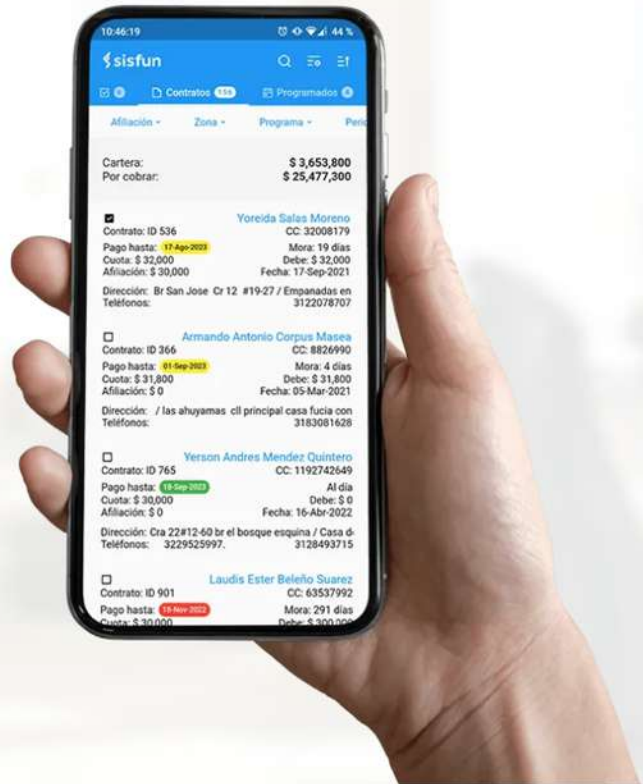 10:46:19 44 %
sisfun
Contratos Programados
Afiliación Zona Programa
Cartera: $ 3,653,800
Por cobrar: $ 25,477,300
Yoreida Salas Moreno
Contrato: ID 536 CC: 32008179
Pago hasta: 17-Ago-2023 Mora: 19 días
Cuota: $ 32,000 Debe: $ 32,000
Afiliación: $ 30,000 Fecha: 17-Sep-2021
Dirección: Br San Jose Cr 12 #19-27 / Empanadas en
Teléfonos: 3122078707
Armando Antonio Corpus Masea
Contrato: ID 366 CC: 8826990
Pago hasta: 01-Sep-2023 Mora: 4 días
Cuota: $ 31,800 Debe: $ 31,800
Afiliación: $ 0 Fecha: 05-Mar-2021
Dirección: / las ahuyamas cll principal casa fucia con
Teléfonos: 3183081628
Yerson Andres Mendez Quintero
Contrato: ID 765 CC: 1192742649
Pago hasta: 18-Sep-2023 Al día
Cuota: $ 30,000 Debe: $ 0
Afiliación: $ 0 Fecha: 16-Abr-2022
Dirección: Cra 22#12-60 br el bosque esquina / Casa d
Teléfonos: 3229525997. 3128493715
Laudis Ester Beleño Suarez
Contrato: ID 901 CC: 63537992
Pago hasta: 18-Nov-2022 Mora: 291 días
Cuota: $ 30,000 Debe: $ 300,000